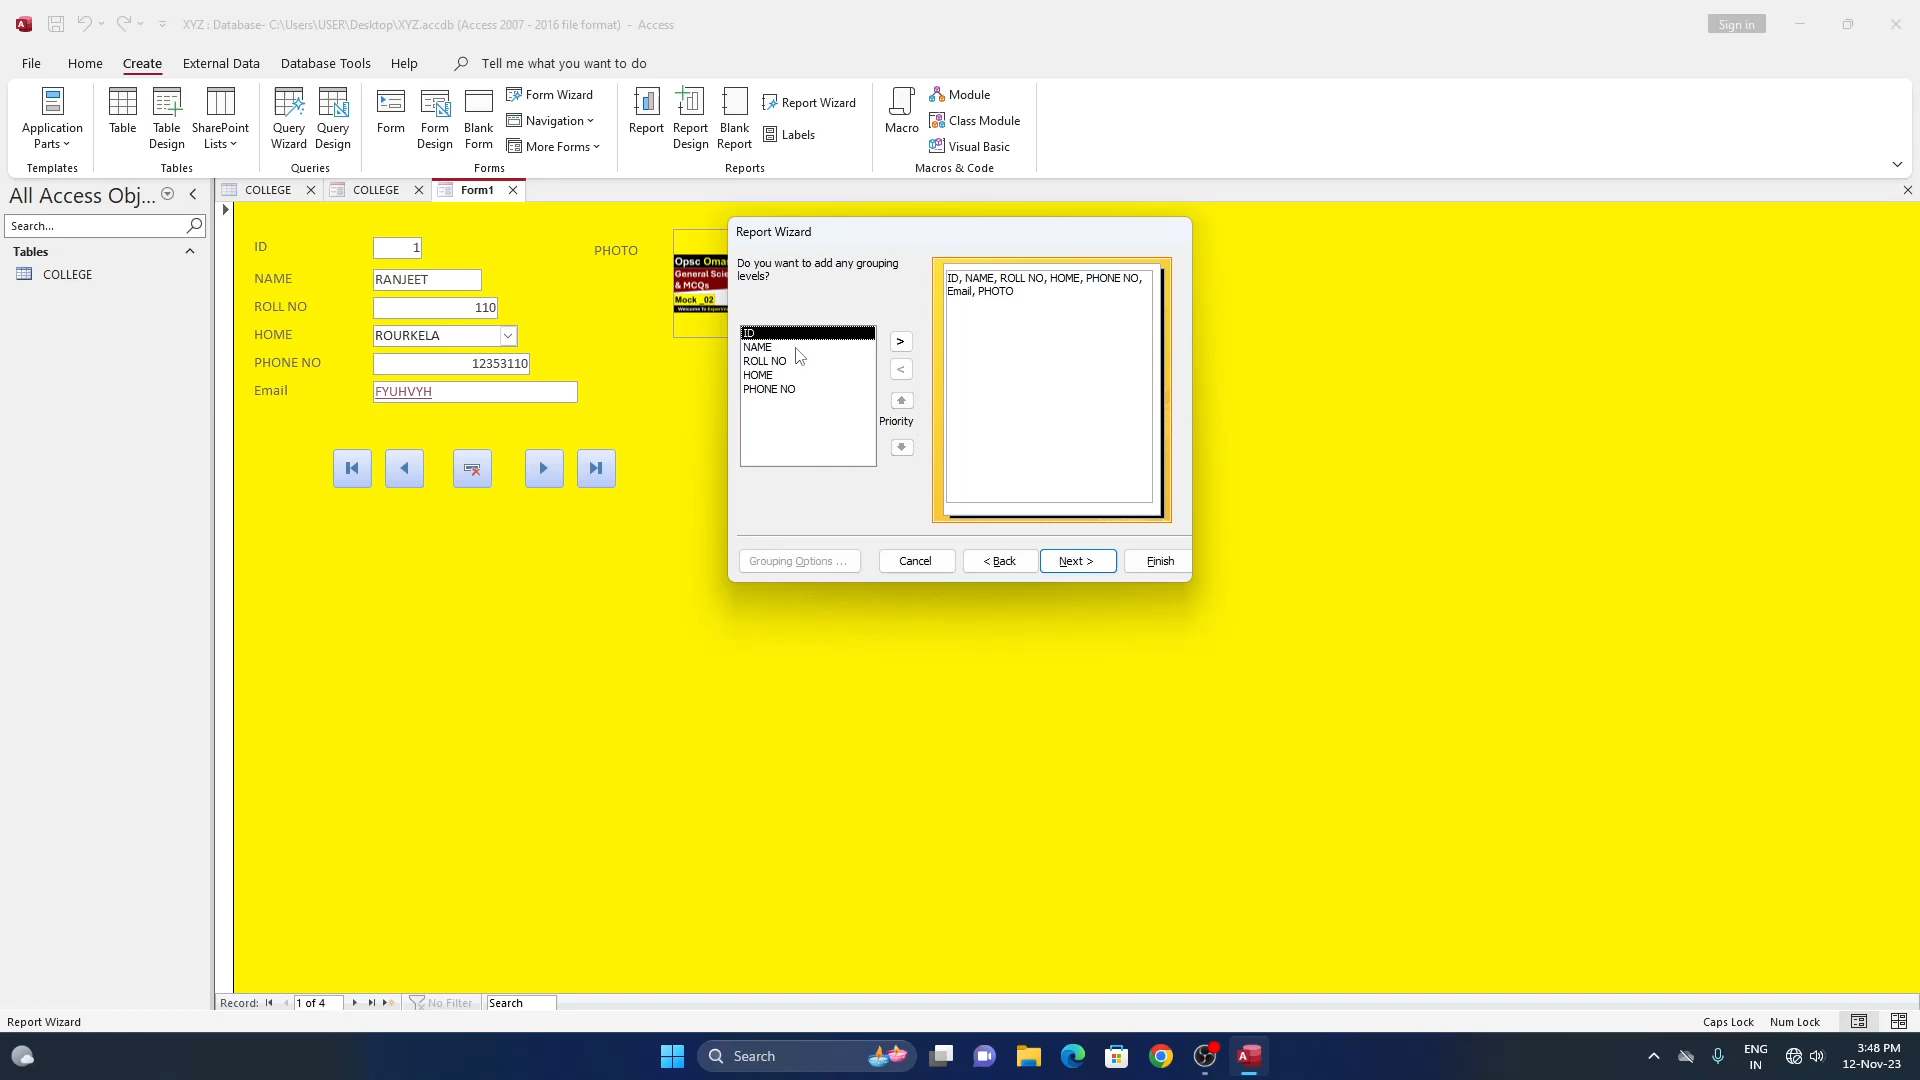 XYZ : Database- C:\Users\USER\Desktop\XYZ.accdb (Access 2007 - 2016 file format) - Access
Sign in
File Home Create External Data Database Tools Help Tell me what you want to do
Application Parts
Templates
Table
Table Design
SharePoint Lists
Tables
Query Wizard
Query Design
Queries
Form
Form Design
Blank Form
Form Wizard
Navigation
More Forms
Forms
Report
Report Design
Blank Report
Report Wizard
Labels
Reports
Macro
Module
Class Module
Visual Basic
Macros & Code
All Access Obj...
Search...
Tables
COLLEGE
COLLEGE COLLEGE Form1
ID 1
NAME RANJEET
ROLL NO 110
HOME ROURKELA
PHONE NO 12353110
Email FYUHVYH
PHOTO
Opsc Omas
General Scie
& MCQs
Mock _02
Report Wizard
Do you want to add any grouping
levels?
ID
NAME
ROLL NO
HOME
PHONE NO
>
<
Priority
ID, NAME, ROLL NO, HOME, PHONE NO,
Email, PHOTO
Grouping Options ... Cancel < Back Next > Finish
Record: 1 of 4 No Filter Search
Report Wizard
Caps Lock Num Lock
Search
ENG
IN
3:48 PM
12-Nov-23